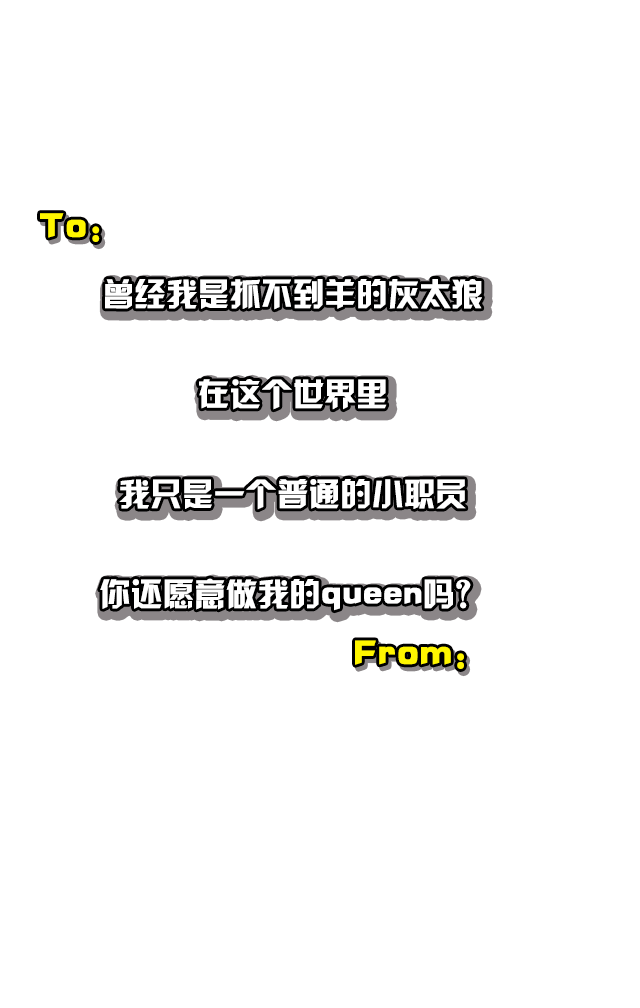 To：
曾经我是抓不到羊的灰太狼
在这个世界里
我只是一个普通的小职员
你还愿意做我的queen吗？
From：